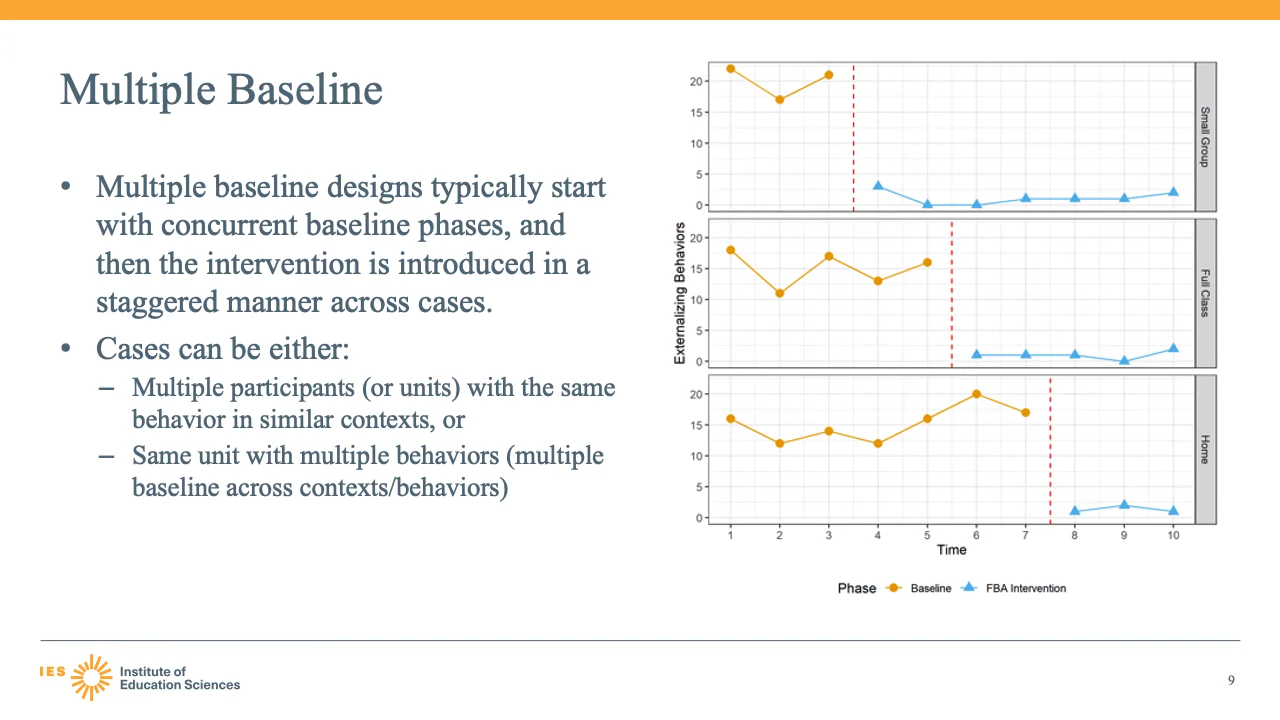 Multiple Baseline
• Multiple baseline designs typically start
with concurrent baseline phases, and
then the intervention is introduced in a
staggered manner across cases.
• Cases can be either:
– Multiple participants (or units) with the same
behavior in similar contexts, or
– Same unit with multiple behaviors (multiple
baseline across contexts/behaviors)
Externalizing Behaviors
20
15
10
5
0
Small Group
20
15
10
5
0
Full Class
20
15
10
5
0
Home
1 2 3 4 5 6 7 8 9 10
Time
Phase Baseline FBA Intervention
IES
Institute of
Education Sciences
9